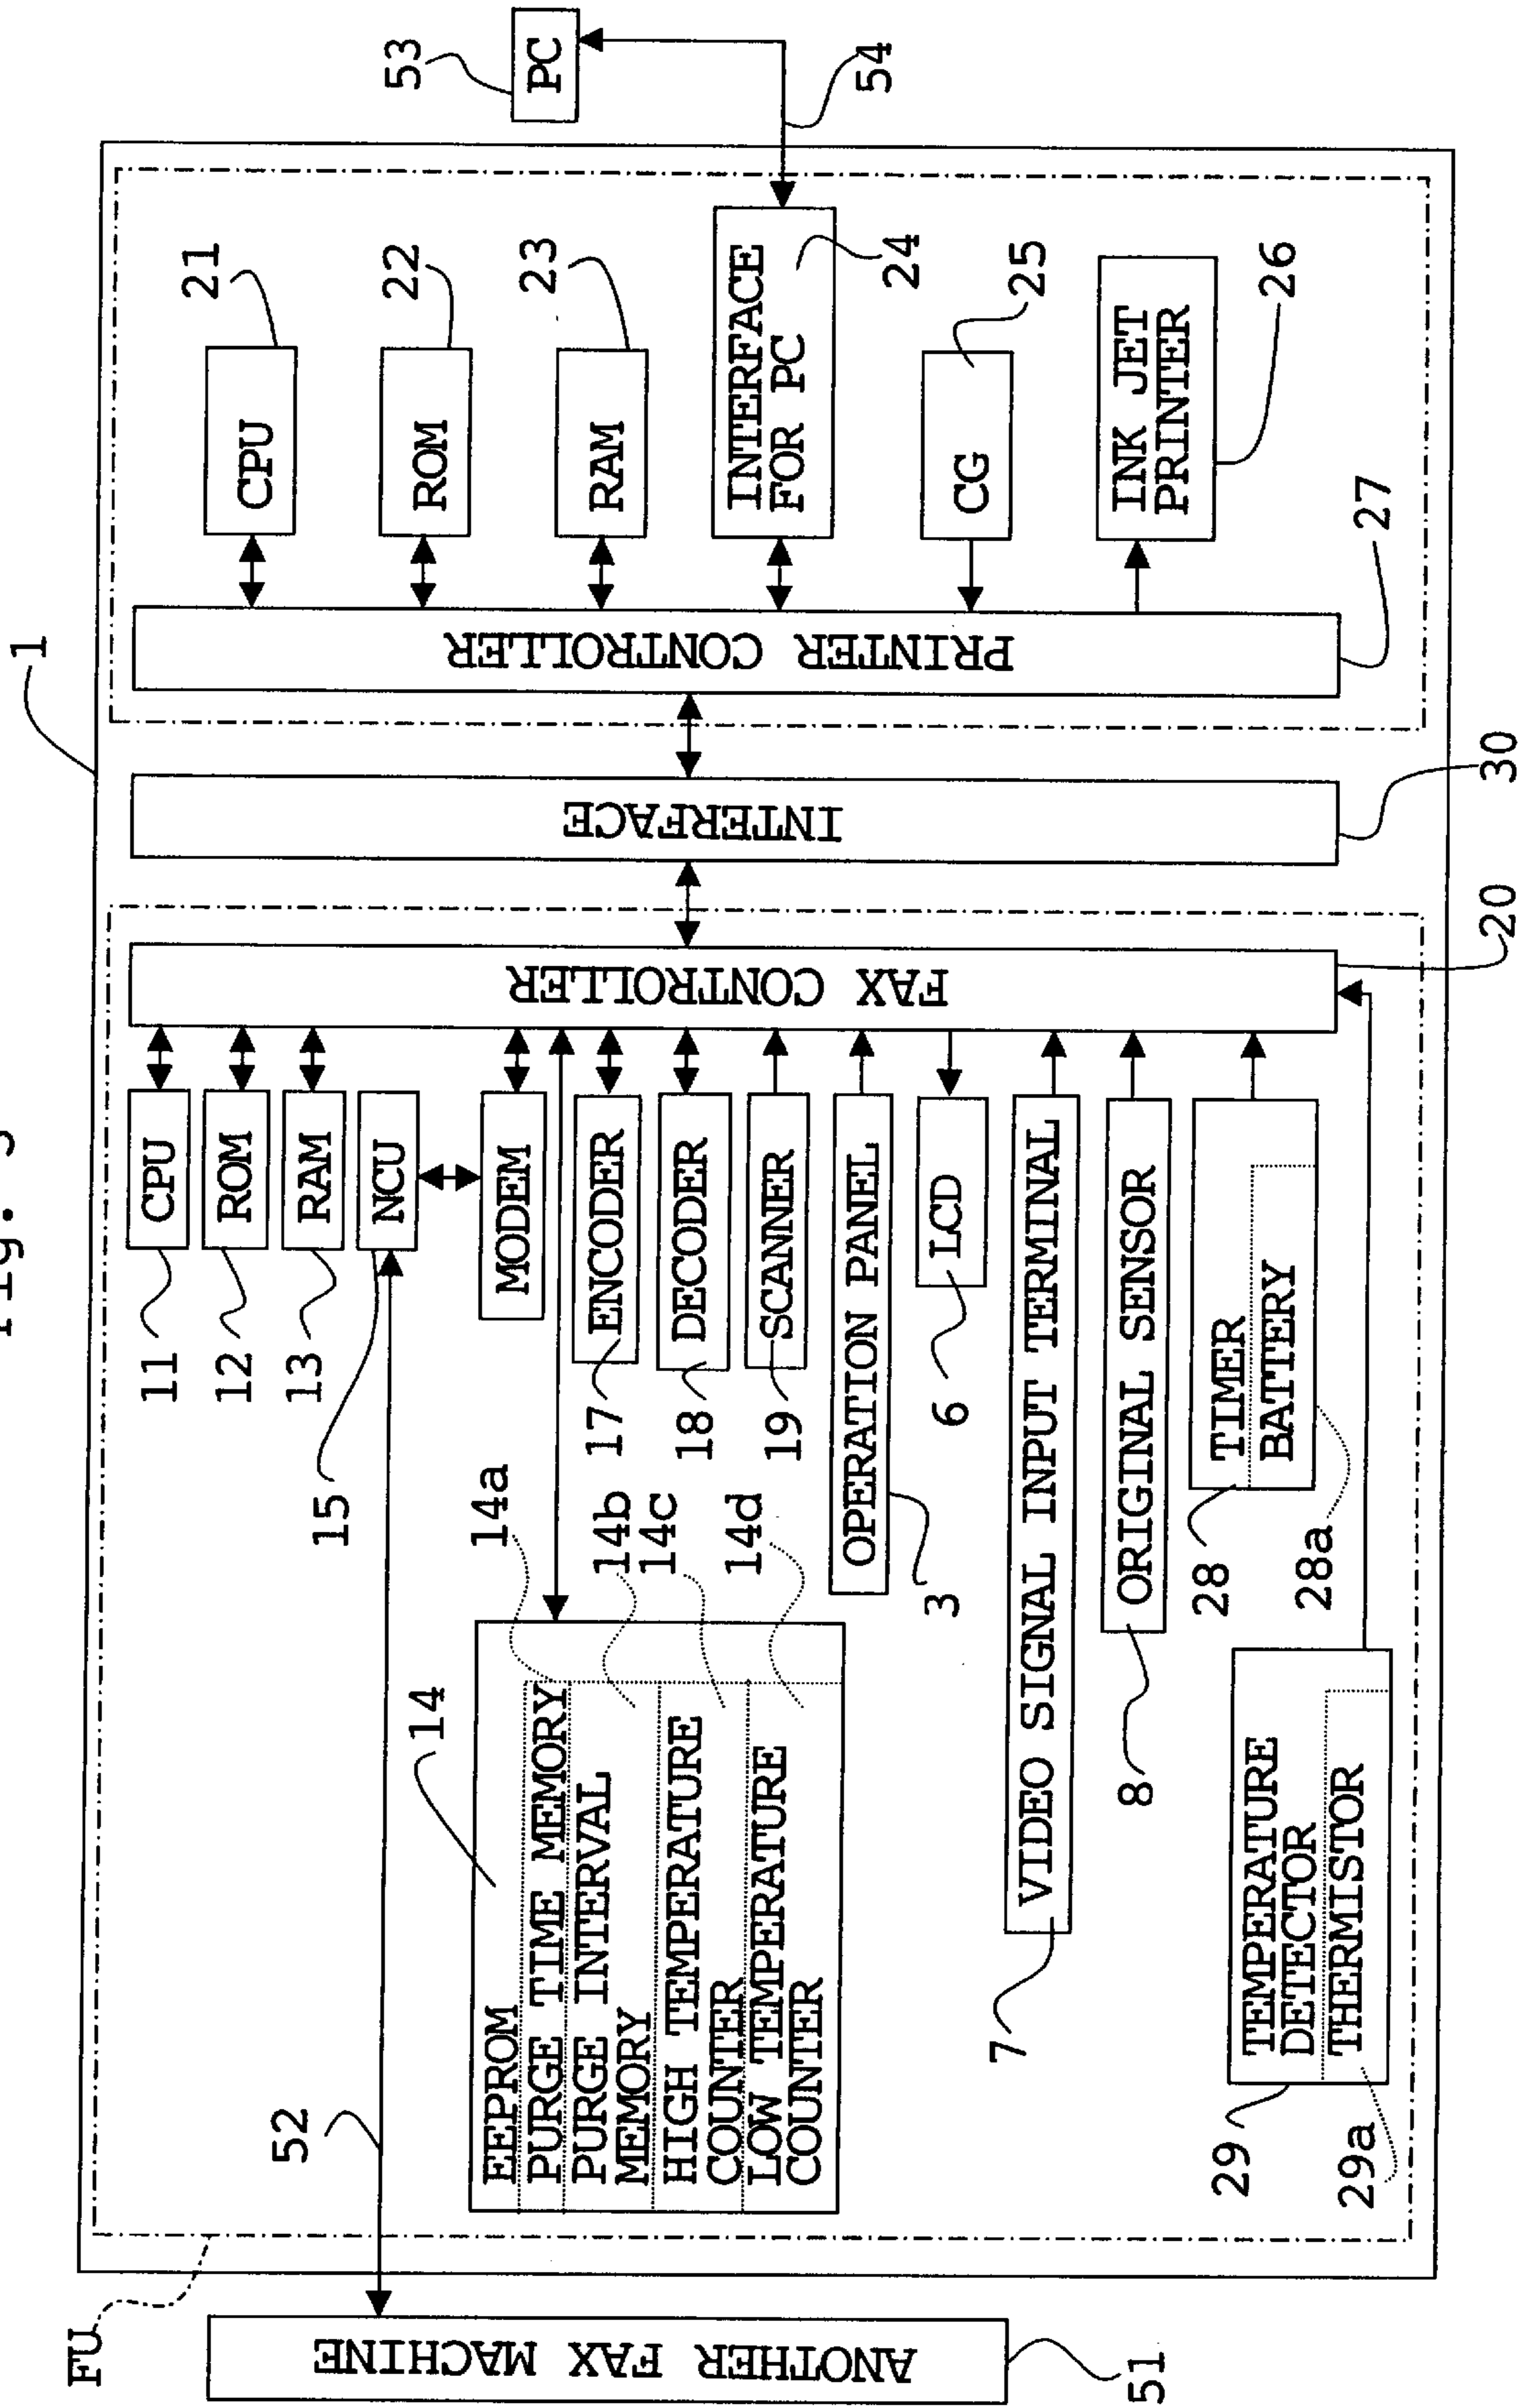 Fig. 3
1
FU
ANOTHER FAX MACHINE
51
52
CPU
11
ROM
12
RAM
13
NCU
15
MODEM
EEPROM
PURGE TIME MEMORY
PURGE INTERVAL
MEMORY
HIGH TEMPERATURE
COUNTER
LOW TEMPERATURE
COUNTER
14
14a
14b
14c
14d
ENCODER
17
DECODER
18
SCANNER
19
OPERATION PANEL
3
LCD
6
VIDEO SIGNAL INPUT TERMINAL
7
ORIGINAL SENSOR
8
TIMER
BATTERY
28
28a
TEMPERATURE
DETECTOR
THERMISTOR
29
29a
FAX CONTROLLER
20
INTERFACE
30
PRINTER CONTROLLER
27
CPU
21
ROM
22
RAM
23
INTERFACE
FOR PC
24
CG
25
INK JET
PRINTER
26
PC
53
54